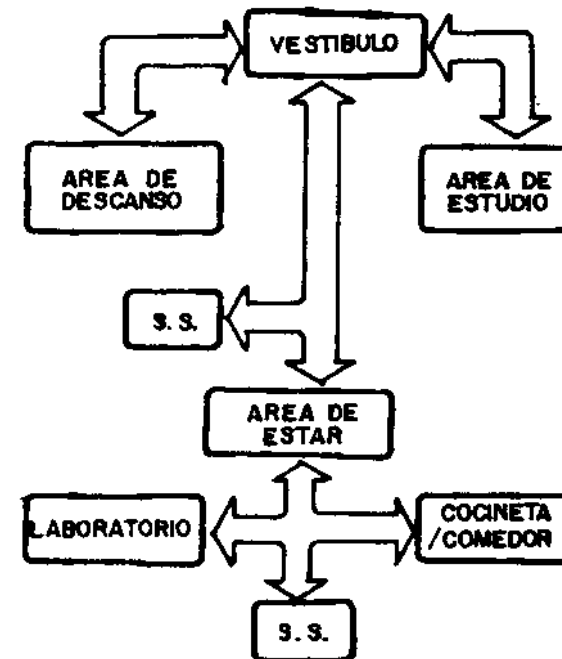 VESTIBULO
AREA DE
DESCANSO
AREA DE
ESTUDIO
S. S.
AREA DE
ESTAR
LABORATORIO
COCINETA
/COMEDOR
S. S.